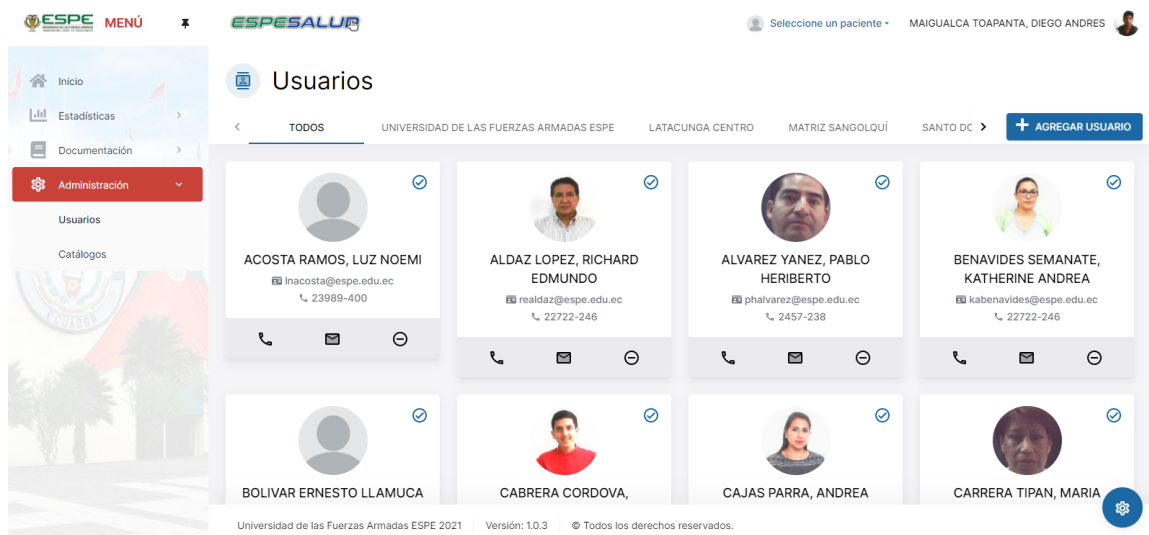 ESPE MENÚ
ESPESALUD
Seleccione un paciente
MAIGUALCA TOAPANTA, DIEGO ANDRES
Inicio
Estadísticas
Documentación
Administración
Usuarios
Catálogos
ECUADOR
Usuarios
TODOS
UNIVERSIDAD DE LAS FUERZAS ARMADAS ESPE
LATACUNGA CENTRO
MATRIZ SANGOLQUÍ
SANTO DO
AGREGAR USUARIO
ACOSTA RAMOS, LUZ NOEMI
lnacosta@espe.edu.ec
23989-400
ALDAZ LOPEZ, RICHARD
EDMUNDO
realdaz@espe.edu.ec
22722-246
ALVAREZ YANEZ, PABLO
HERIBERTO
phalvarez@espe.edu.ec
2457-238
BENAVIDES SEMANATE,
KATHERINE ANDREA
kabenavides@espe.edu.ec
22722-246
BOLIVAR ERNESTO LLAMUCA
CABRERA CORDOVA,
CAJAS PARRA, ANDREA
CARRERA TIPAN, MARIA
Universidad de las Fuerzas Armadas ESPE 2021
Versión: 1.0.3
© Todos los derechos reservados.